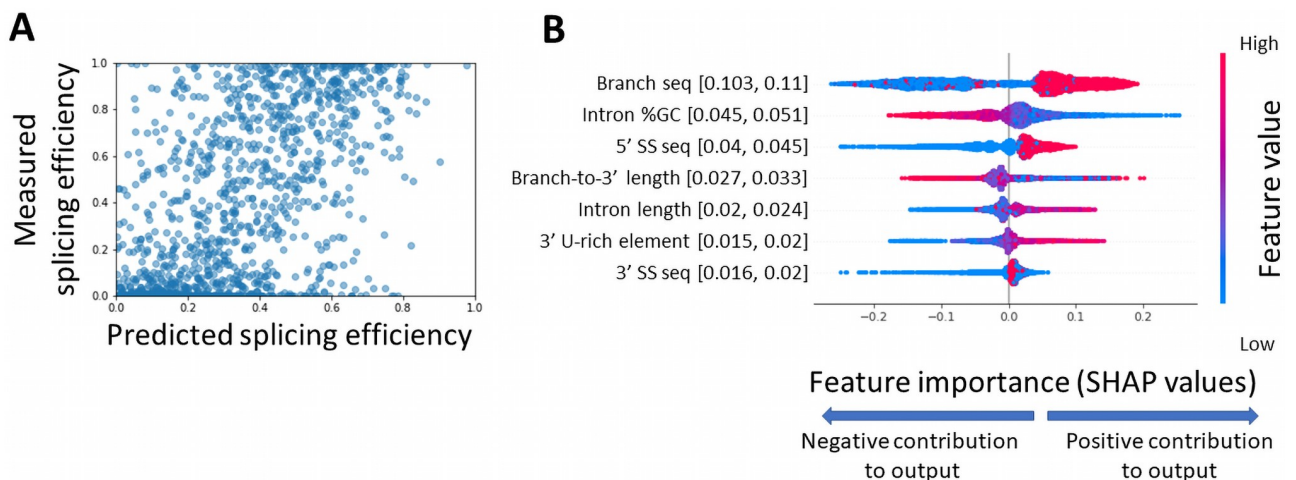 A
Measured
splicing efficiency
1.0
0.8
0.6
0.4
0.2
0.0
0.0 0.2 0.4 0.6 0.8 1.0
Predicted splicing efficiency
B
Branch seq [0.103, 0.11]
Intron %GC [0.045, 0.051]
5’ SS seq [0.04, 0.045]
Branch-to-3’ length [0.027, 0.033]
Intron length [0.02, 0.024]
3’ U-rich element [0.015, 0.02]
3’ SS seq [0.016, 0.02]
−0.2 −0.1 0.0 0.1 0.2
High
Feature value
Low
Feature importance (SHAP values)
Negative contribution
to output
Positive contribution
to output